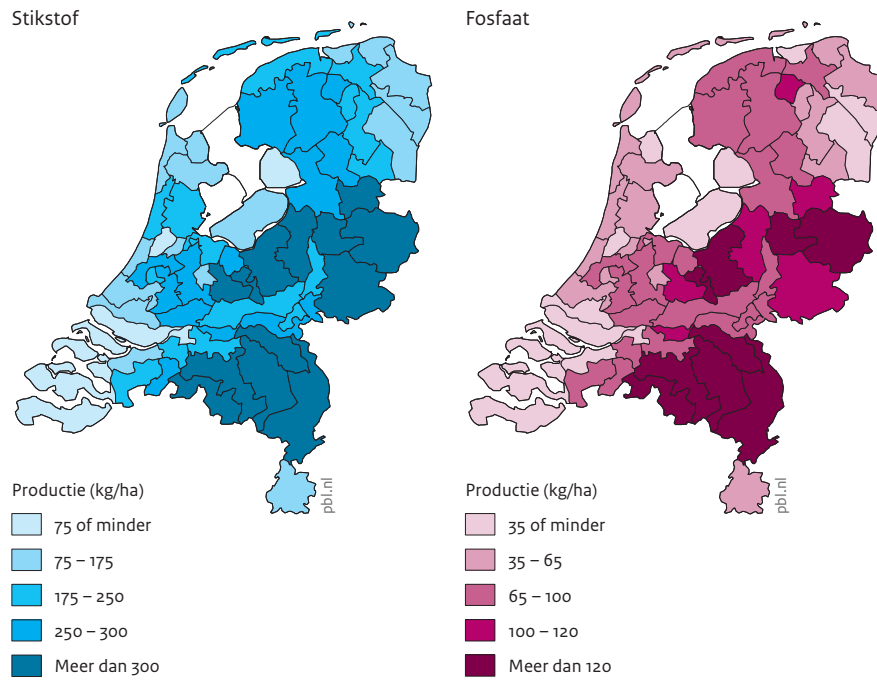 Stikstof
Productie (kg/ha)
75 of minder
75 – 175
175 – 250
250 – 300
Meer dan 300
pbl.nl
Fosfaat
Productie (kg/ha)
35 of minder
35 – 65
65 – 100
100 – 120
Meer dan 120
pbl.nl